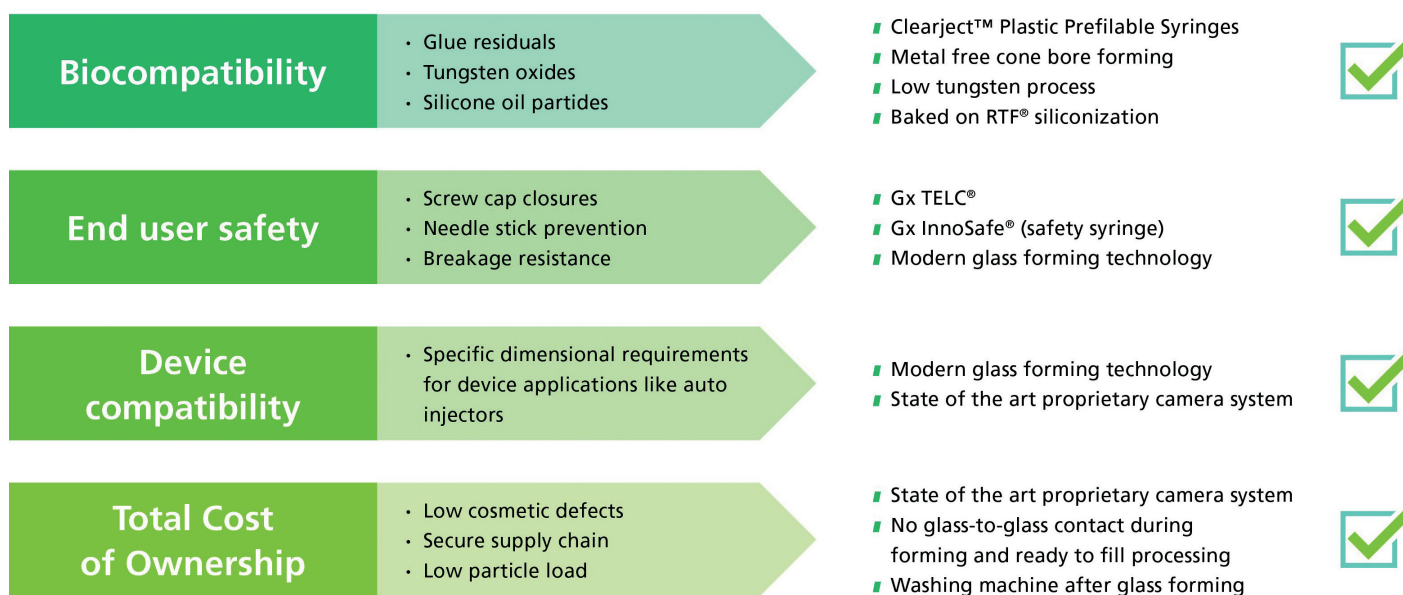 Biocompatibility
· Glue residuals
· Tungsten oxides
· Silicone oil partides
Clearject™ Plastic Prefilable Syringes
Metal free cone bore forming
Low tungsten process
Baked on RTF® siliconization
End user safety
· Screw cap closures
· Needle stick prevention
· Breakage resistance
Gx TELC®
Gx InnoSafe® (safety syringe)
Modern glass forming technology
Device
compatibility
· Specific dimensional requirements
for device applications like auto
injectors
Modern glass forming technology
State of the art proprietary camera system
Total Cost
of Ownership
· Low cosmetic defects
· Secure supply chain
· Low particle load
State of the art proprietary camera system
No glass-to-glass contact during
forming and ready to fill processing
Washing machine after glass forming